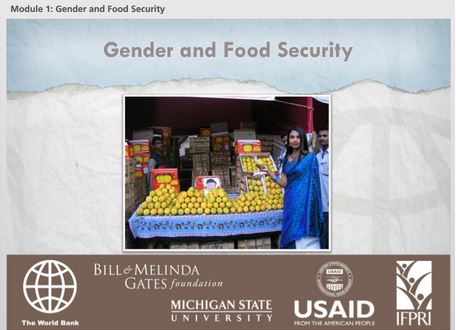 Module 1: Gender and Food Security
Gender and Food Security
The World Bank
BILL & MELINDA
GATES foundation
MICHIGAN STATE
UNIVERSITY
USAID
FROM THE AMERICAN PEOPLE
IFPRI